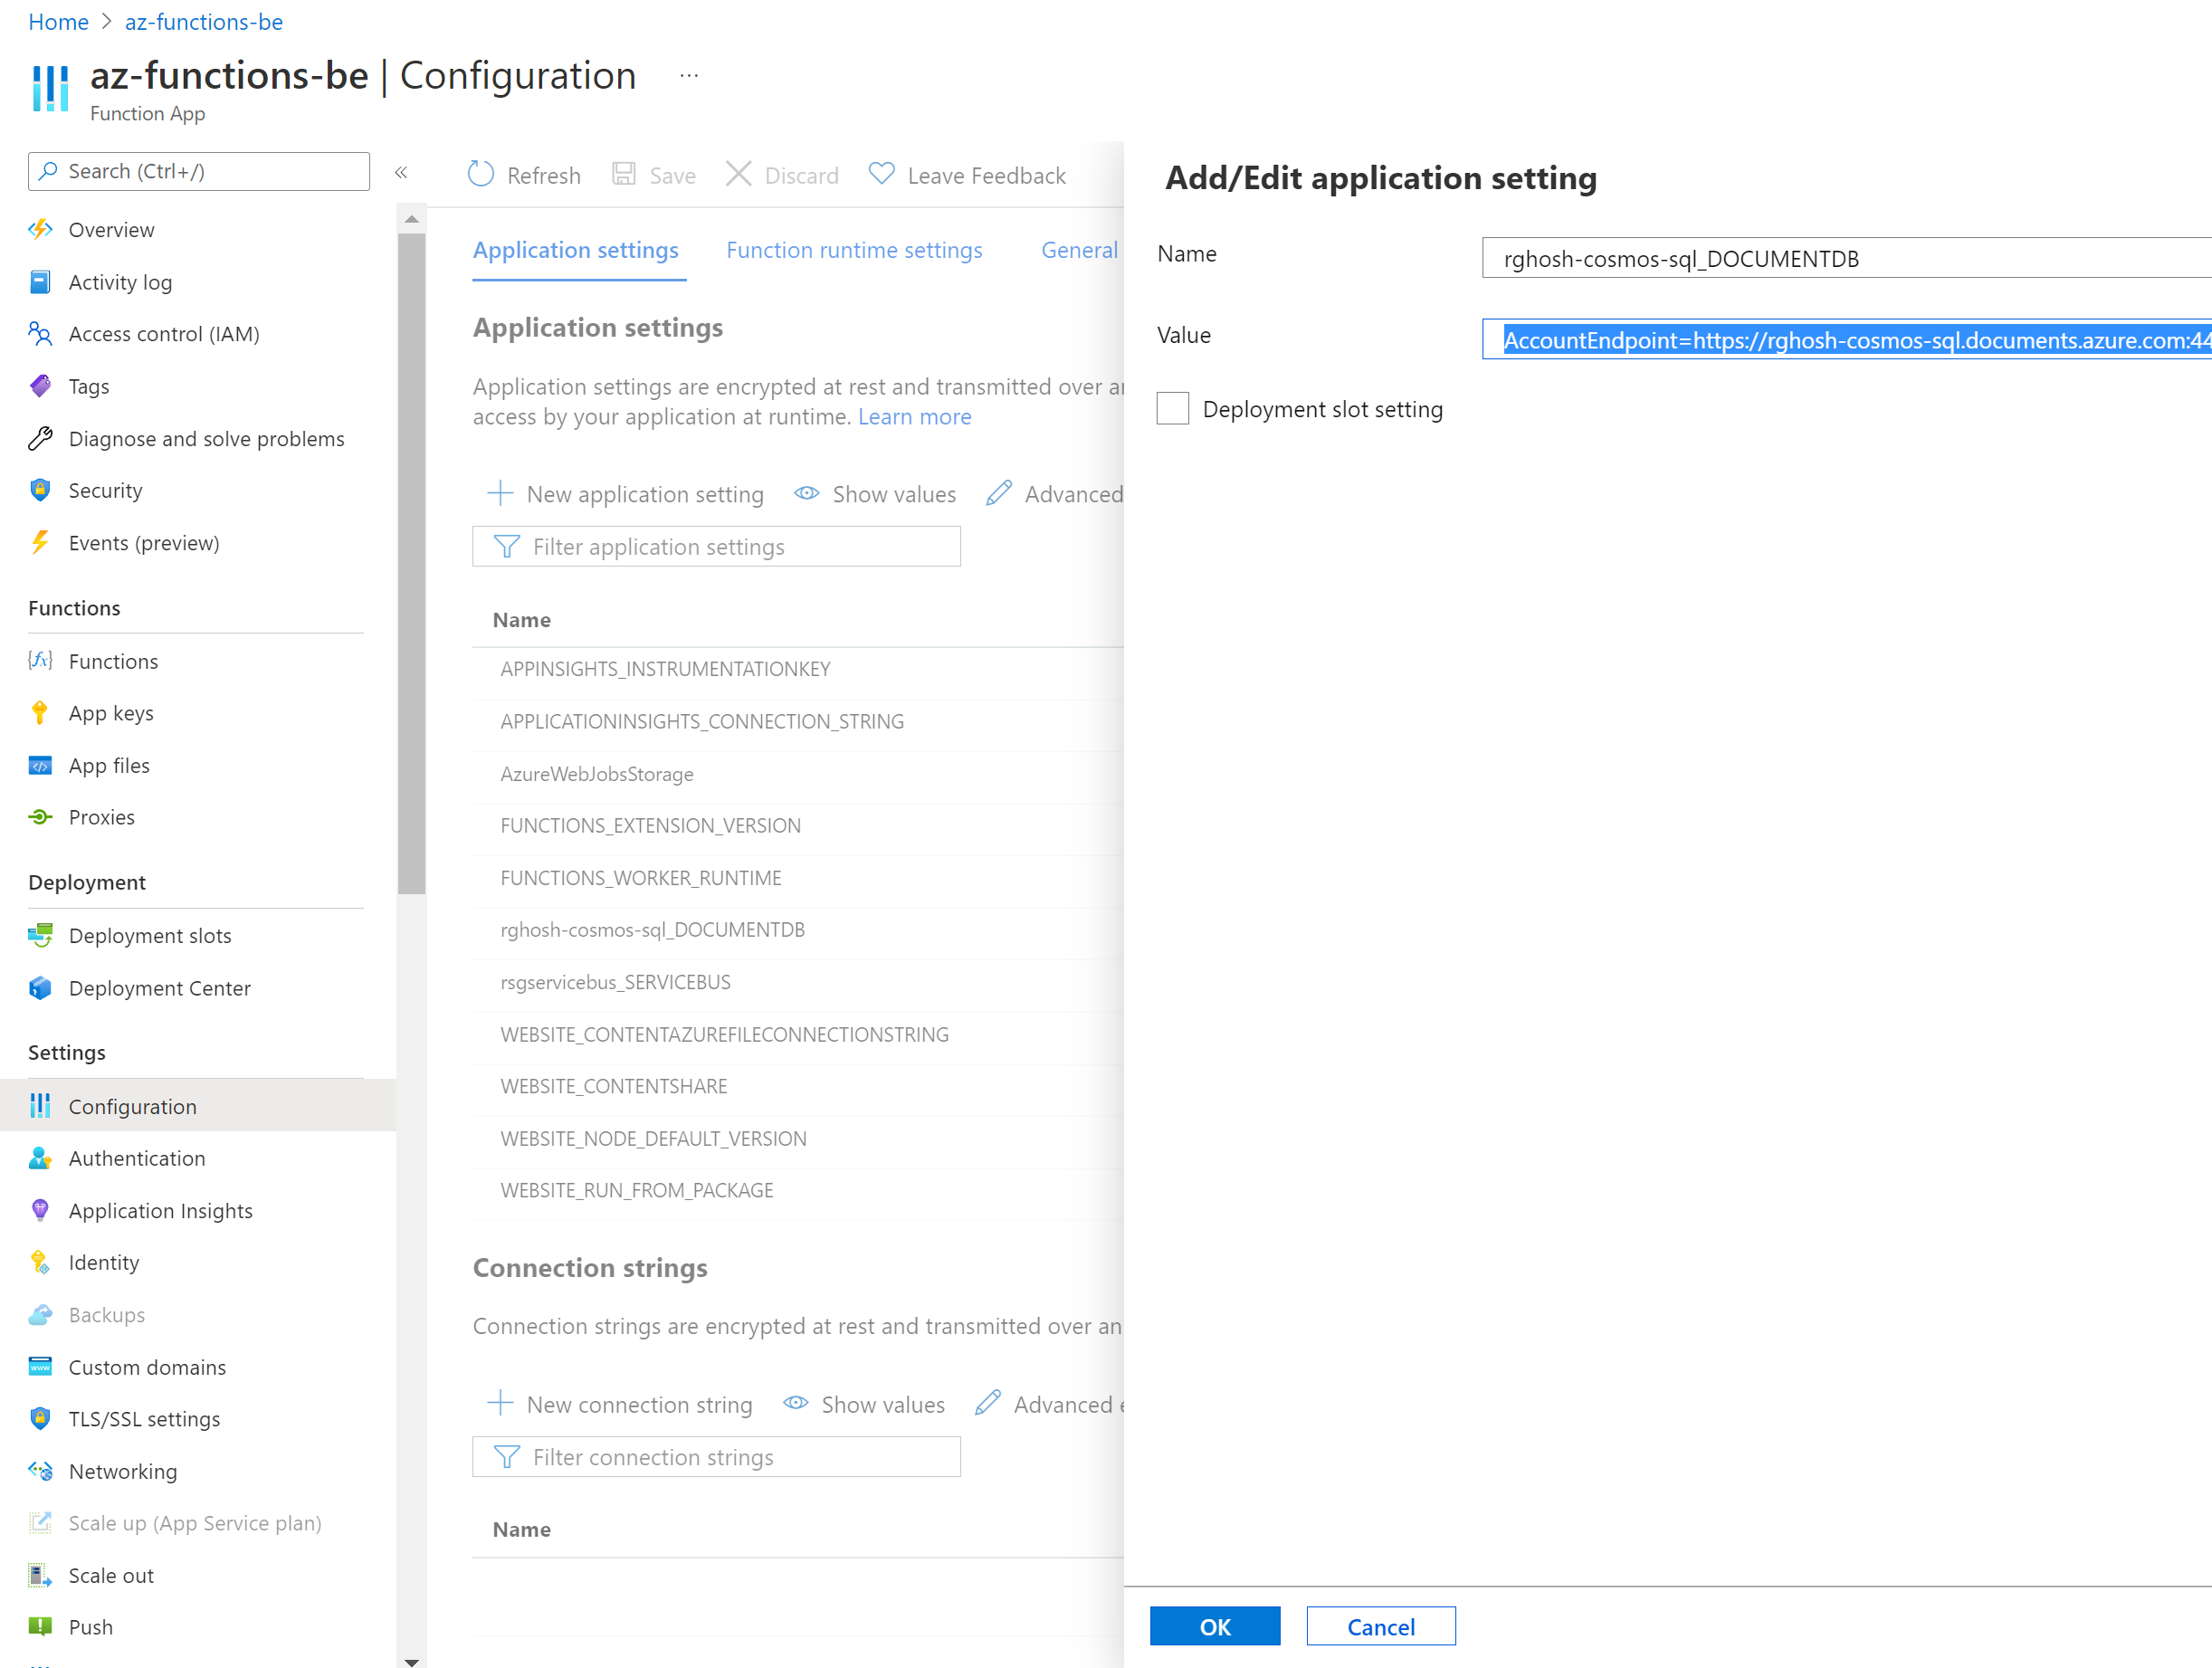 Home > az-functions-be
az-functions-be | Configuration ...
Function App
Search (Ctrl+/)
«
Overview
Activity log
Access control (IAM)
Tags
Diagnose and solve problems
Security
Events (preview)
Functions
Functions
App keys
App files
Proxies
Deployment
Deployment slots
Deployment Center
Settings
Configuration
Authentication
Application Insights
Identity
Backups
Custom domains
TLS/SSL settings
Networking
Scale up (App Service plan)
Scale out
Push
Refresh Save Discard Leave Feedback
Application settings Function runtime settings General
Application settings
Application settings are encrypted at rest and transmitted over an
access by your application at runtime. Learn more
New application setting Show values Advanced
Filter application settings
Name
APPINSIGHTS_INSTRUMENTATIONKEY
APPLICATIONINSIGHTS_CONNECTION_STRING
AzureWebJobsStorage
FUNCTIONS_EXTENSION_VERSION
FUNCTIONS_WORKER_RUNTIME
rghosh-cosmos-sql_DOCUMENTDB
rsgservicebus_SERVICEBUS
WEBSITE_CONTENTAZUREFILECONNECTIONSTRING
WEBSITE_CONTENTSHARE
WEBSITE_NODE_DEFAULT_VERSION
WEBSITE_RUN_FROM_PACKAGE
Connection strings
Connection strings are encrypted at rest and transmitted over an
New connection string Show values Advanced e
Filter connection strings
Name
Add/Edit application setting
Name
rghosh-cosmos-sql_DOCUMENTDB
Value
AccountEndpoint=https://rghosh-cosmos-sql.documents.azure.com:44
Deployment slot setting
OK Cancel